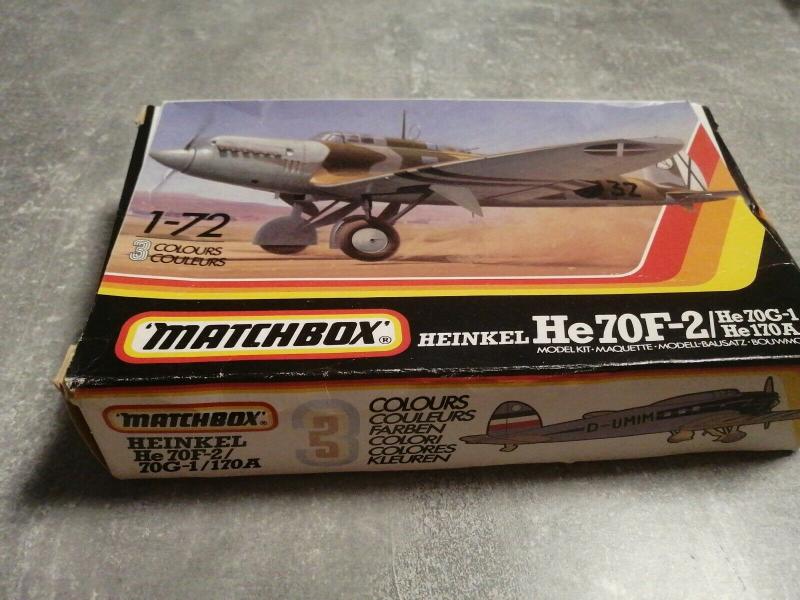 32
1-72
3 COLOURS
COULEURS
'MATCHBOX'®
HEINKEL He 70F-2/
He 70G-1
He 170A
MODEL KIT · MAQUETTE · MODELL-BAUSATZ ·
'MATCHBOX'®
HEINKEL
He 70F-2/
70G-1/170A
3
COLOURS
COULEURS
FARBEN
COLORI
COLORES
KLEUREN
D-UMIM